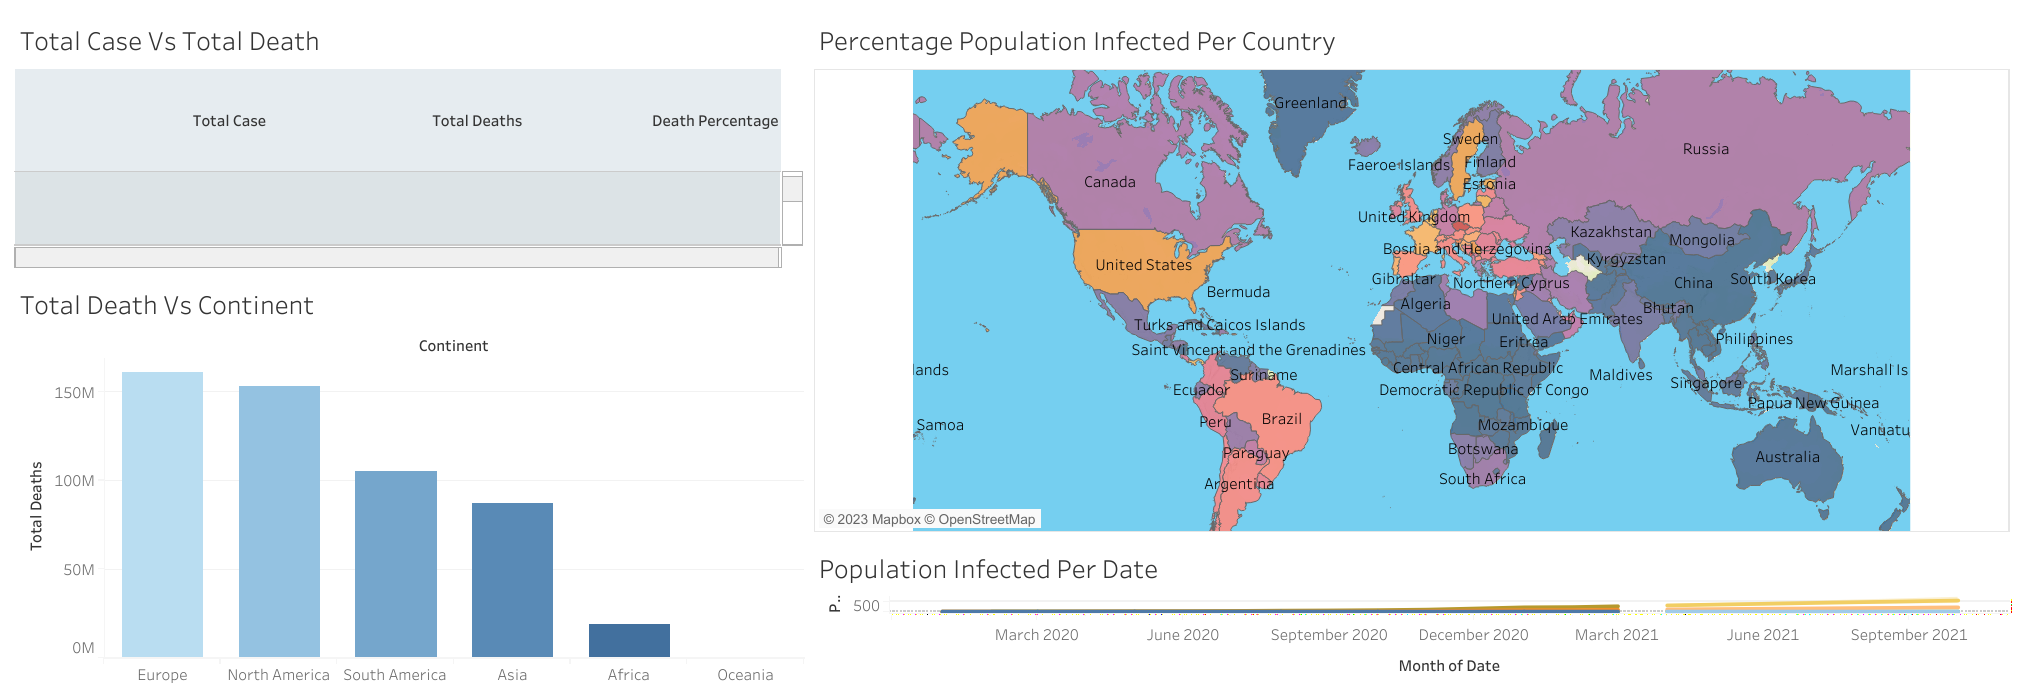 Total Case Vs Total Death
Total Case Total Deaths Death Percentage
Total Death Vs Continent
Continent
Total Deaths
150M
100M
50M
0M
Europe North America South America Asia Africa Oceania
Percentage Population Infected Per Country
Greenland
Sweden
Russia
Faeroe Islands
Finland
Canada
Estonia
United Kingdom
Kazakhstan
Mongolia
Bosnia and Herzegovina
Kyrgyzstan
United States
Gibraltar
Northern Cyprus
China
South Korea
Bermuda
Algeria
Bhutan
Turks and Caicos Islands
United Arab Emirates
Niger
Eritrea
Philippines
Saint Vincent and the Grenadines
lands
Suriname
Central African Republic
Maldives
Marshall Is
Ecuador
Democratic Republic of Congo
Singapore
Papua New Guinea
Samoa
Peru
Brazil
Mozambique
Vanuatu
Paraguay
Botswana
Australia
Argentina
South Africa
© 2023 Mapbox © OpenStreetMap
Population Infected Per Date
P..
500
March 2020 June 2020 September 2020 December 2020 March 2021 June 2021 September 2021
Month of Date